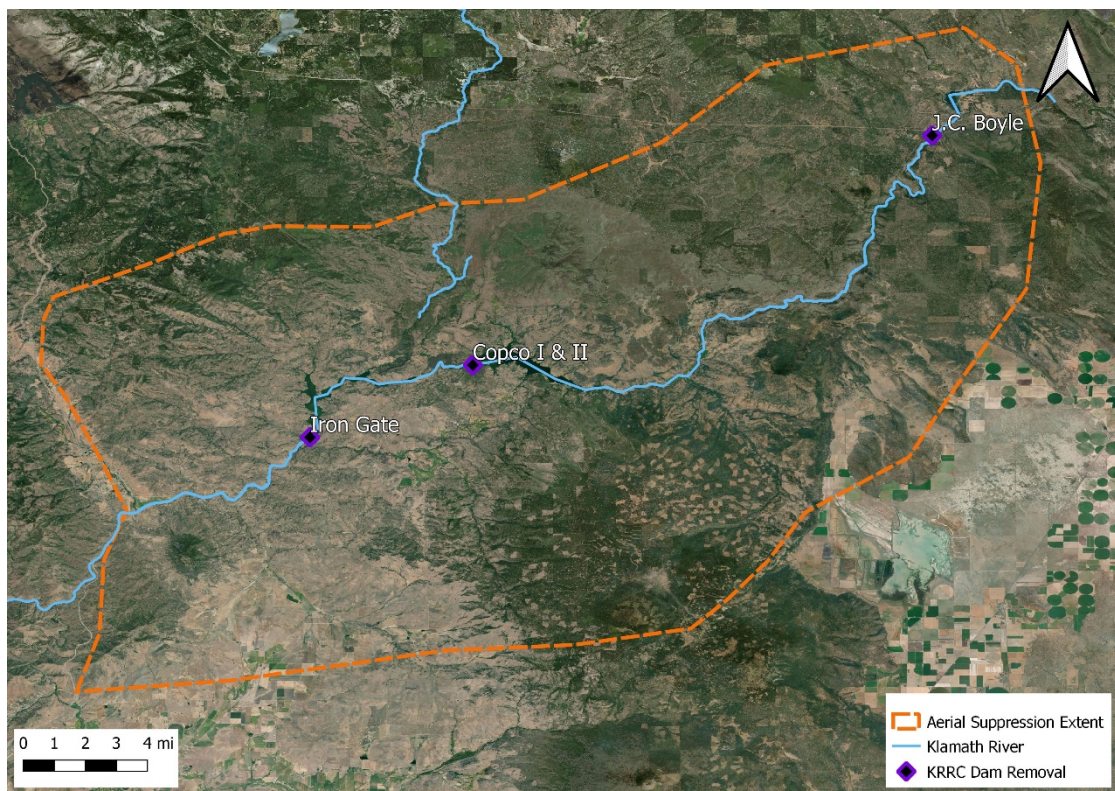 J.C. Boyle
Copco I & II
Iron Gate
0 1 2 3 4 mi
Aerial Suppression Extent
Klamath River
KRRC Dam Removal